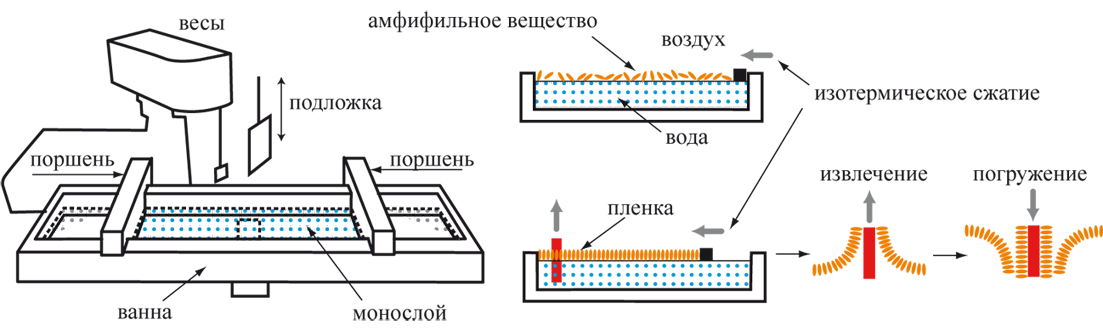 весы
подложка
поршень
поршень
ванна
монослой
амфифильное вещество
воздух
изотермическое сжатие
вода
пленка
извлечение
погружение